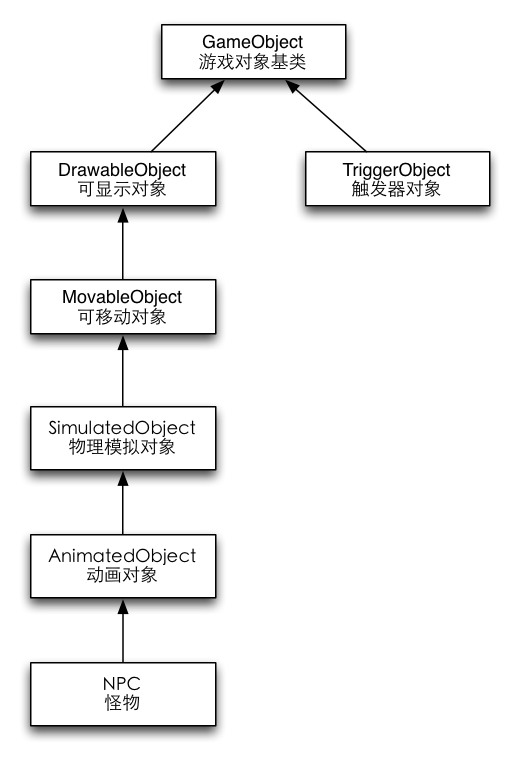 GameObject
游戏对象基类
DrawableObject
可显示对象
TriggerObject
触发器对象
MovableObject
可移动对象
SimulatedObject
物理模拟对象
AnimatedObject
动画对象
NPC
怪物